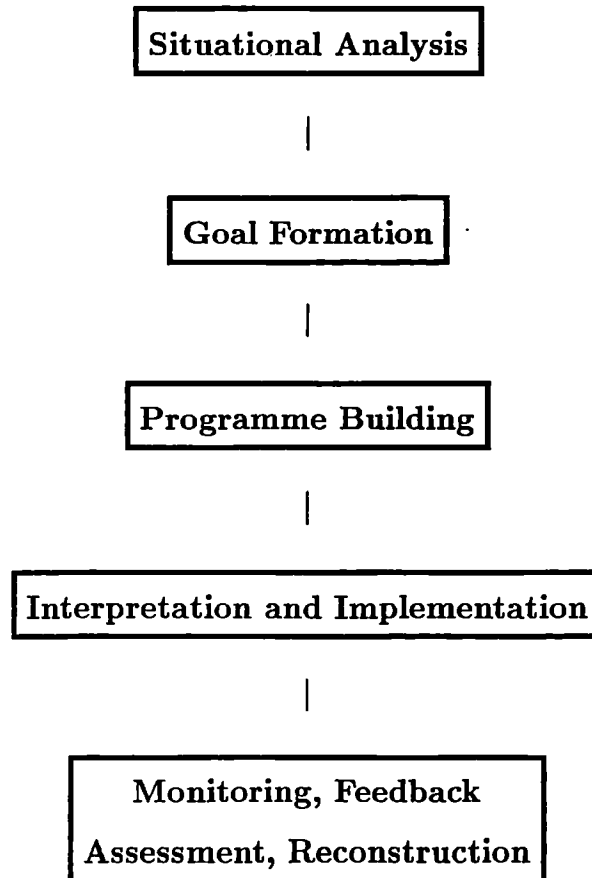 Situational Analysis
Goal Formation
Programme Building
Interpretation and Implementation
Monitoring, Feedback
Assessment, Reconstruction